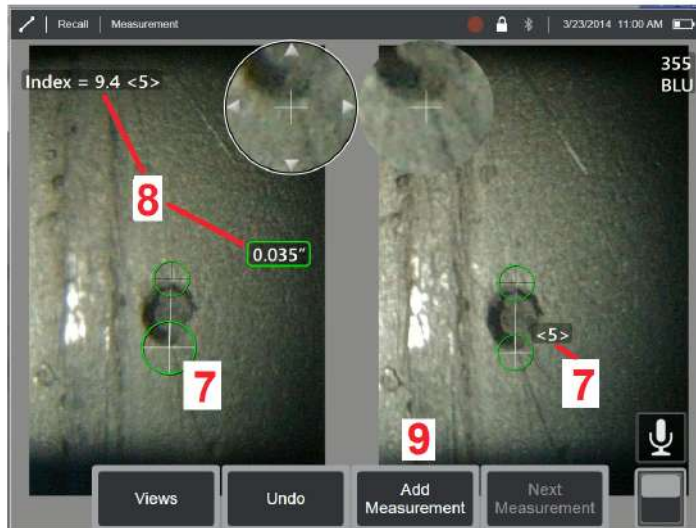 Recall | Measurement
3/23/2014 11:00 AM
Index = 9.4 <5>
355
BLU
8
0.035"
<5>
7
7
9
Views
Undo
Add
Measurement
Next
Measurement